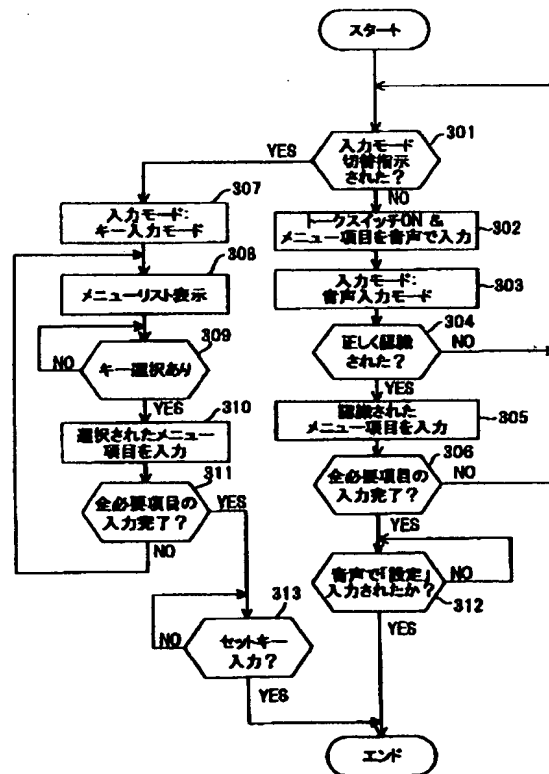 スタート
301
入力モード
切替指示
された?
YES
NO
307
入力モード:
キー入力モード
トークスイッチON &
メニュー項目を音声で入力
302
308
メニューリスト表示
入力モード:
音声入力モード
303
309
キー選択あり
NO
YES
304
正しく認識
された?
NO
YES
310
選択されたメニュー
項目を入力
認識された
メニュー項目を入力
305
311
全必要項目の
入力完了?
YES
NO
306
全必要項目の
入力完了?
NO
YES
音声で「設定」
入力されたか?
NO
312
YES
313
セットキー
入力?
NO
YES
エンド